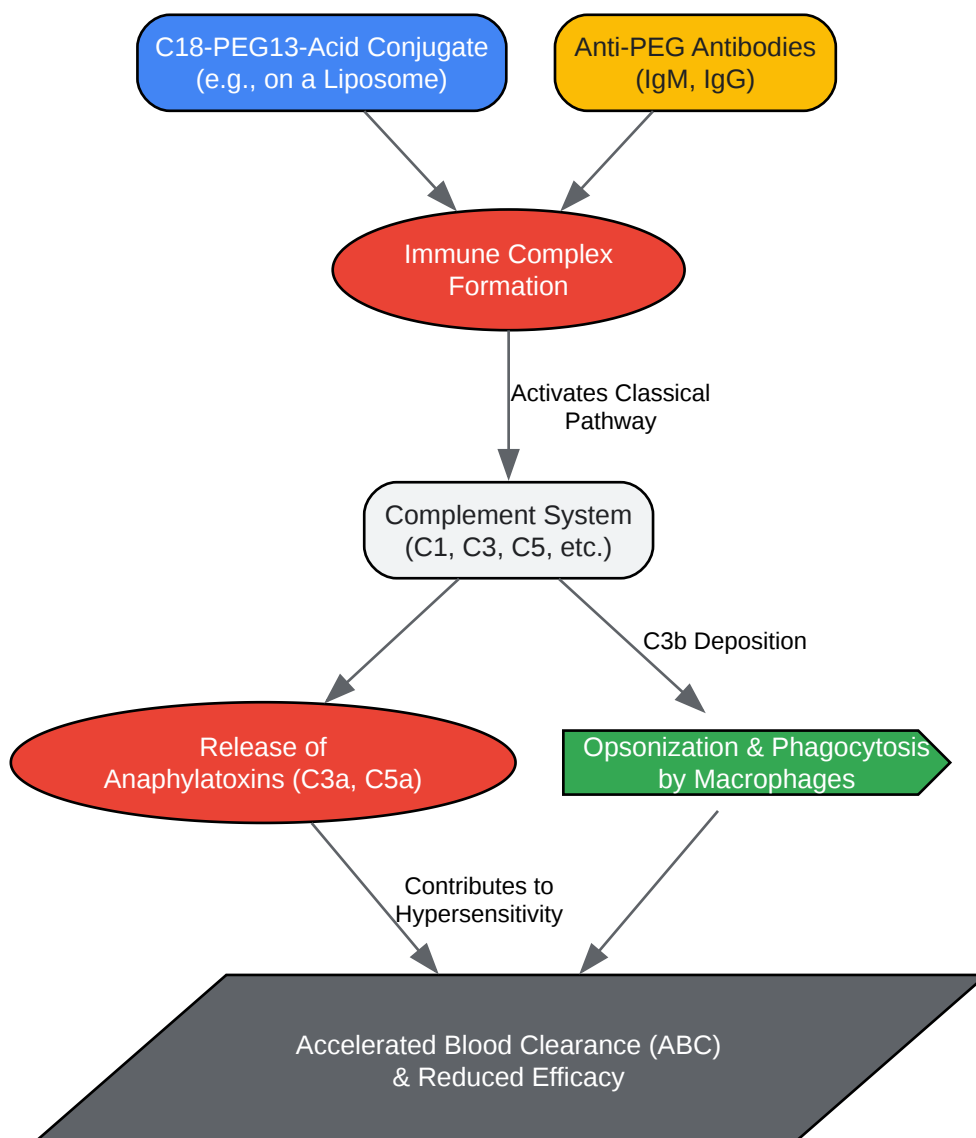 C18-PEG13-Acid Conjugate
(e.g., on a Liposome)
Anti-PEG Antibodies
(IgM, IgG)
Immune Complex
Formation
Activates Classical
Pathway
Complement System
(C1, C3, C5, etc.)
C3b Deposition
Release of
Anaphylatoxins (C3a, C5a)
Opsonization & Phagocytosis
by Macrophages
Contributes to
Hypersensitivity
Accelerated Blood Clearance (ABC)
& Reduced Efficacy